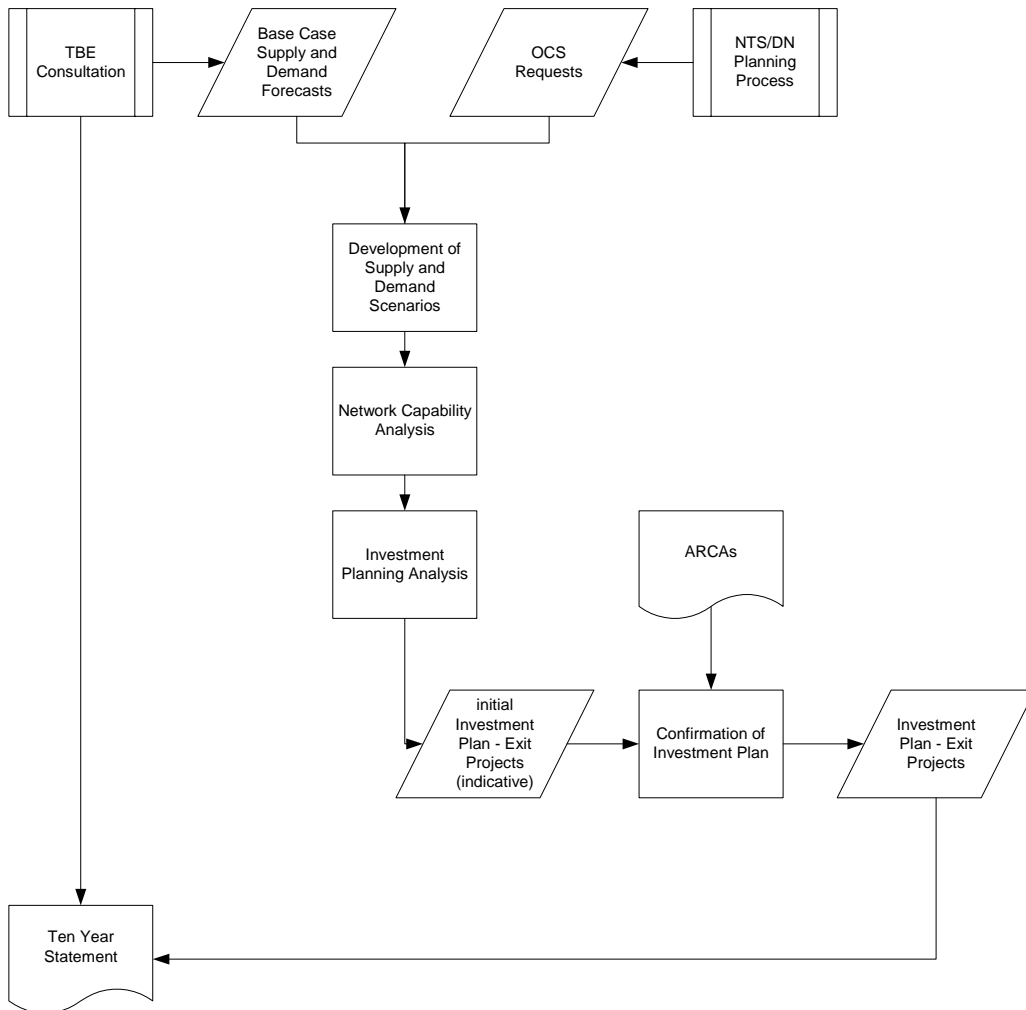 TBE
Consultation
Base Case
Supply and
Demand
Forecasts
OCS
Requests
NTS/DN
Planning
Process
Development of
Supply and
Demand
Scenarios
Network Capability
Analysis
Investment
Planning Analysis
ARCAs
initial
Investment
Plan - Exit
Projects
(indicative)
Confirmation of
Investment Plan
Investment
Plan - Exit
Projects
Ten Year
Statement